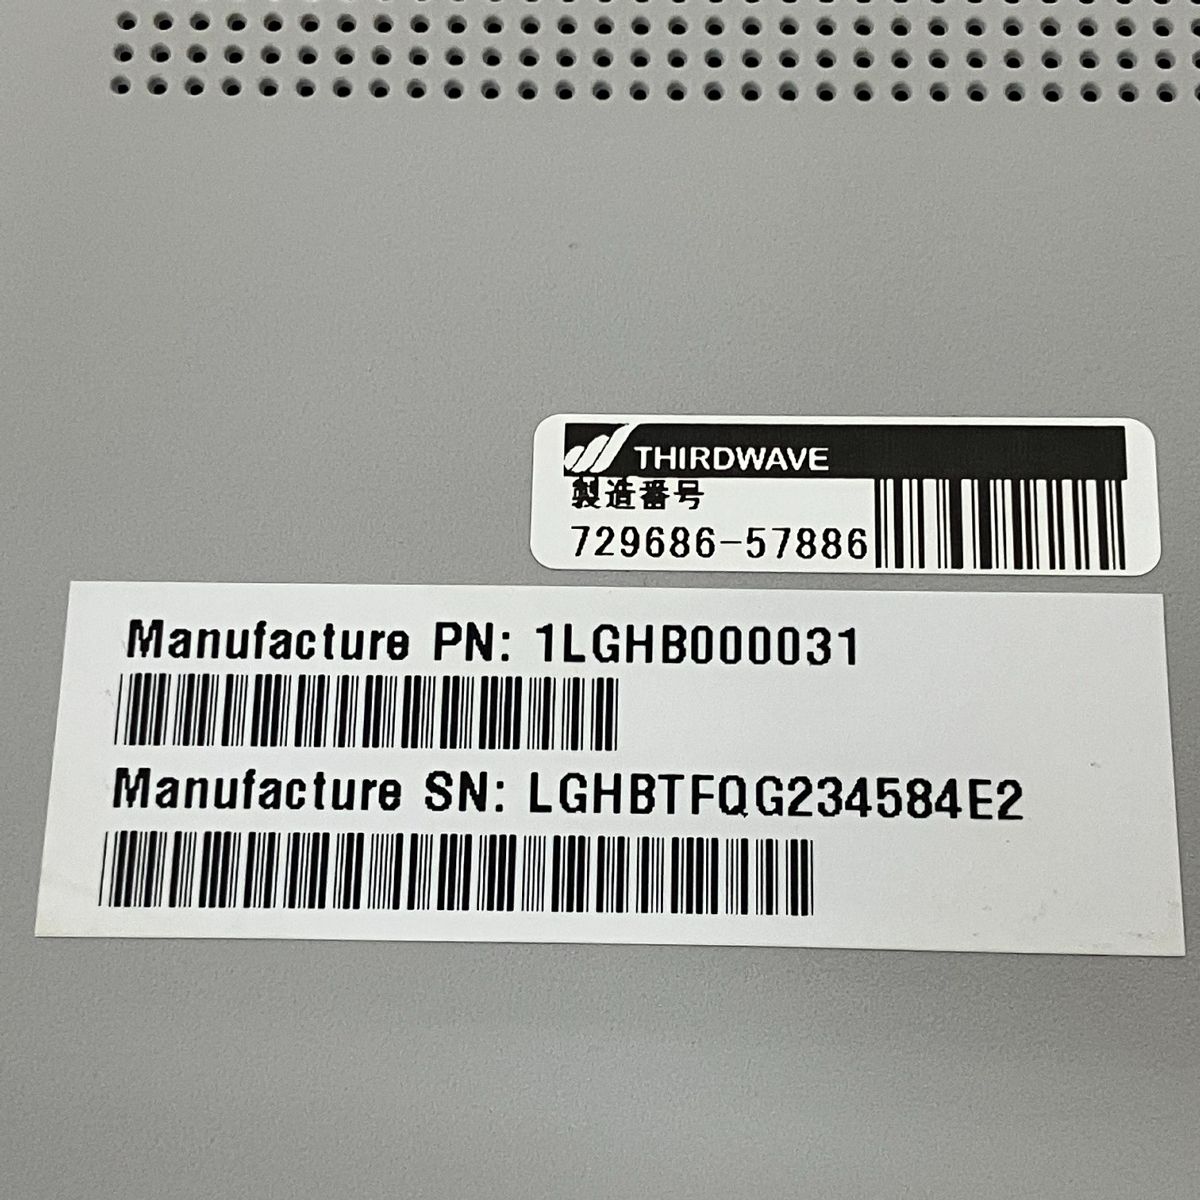 THIRDWAVE
製造番号
729686-57886
Manufacture PN: 1LGHB000031
Manufacture SN: LGHBTFQG234584E2